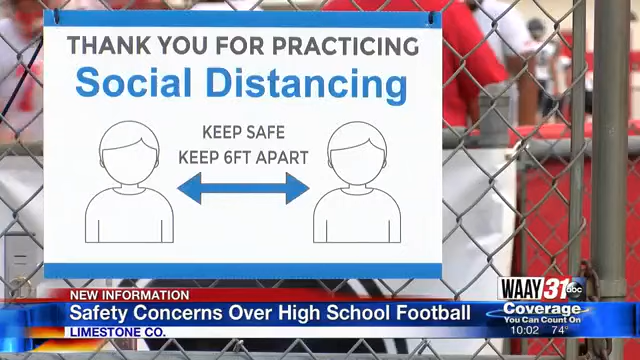 THANK YOU FOR PRACTICING
Social Distancing
KEEP SAFE
KEEP 6FT APART
NEW INFORMATION
Safety Concerns Over High School Football
LIMESTONE CO.
WAAY 31 abc
Coverage
You Can Count On
10:02 74°